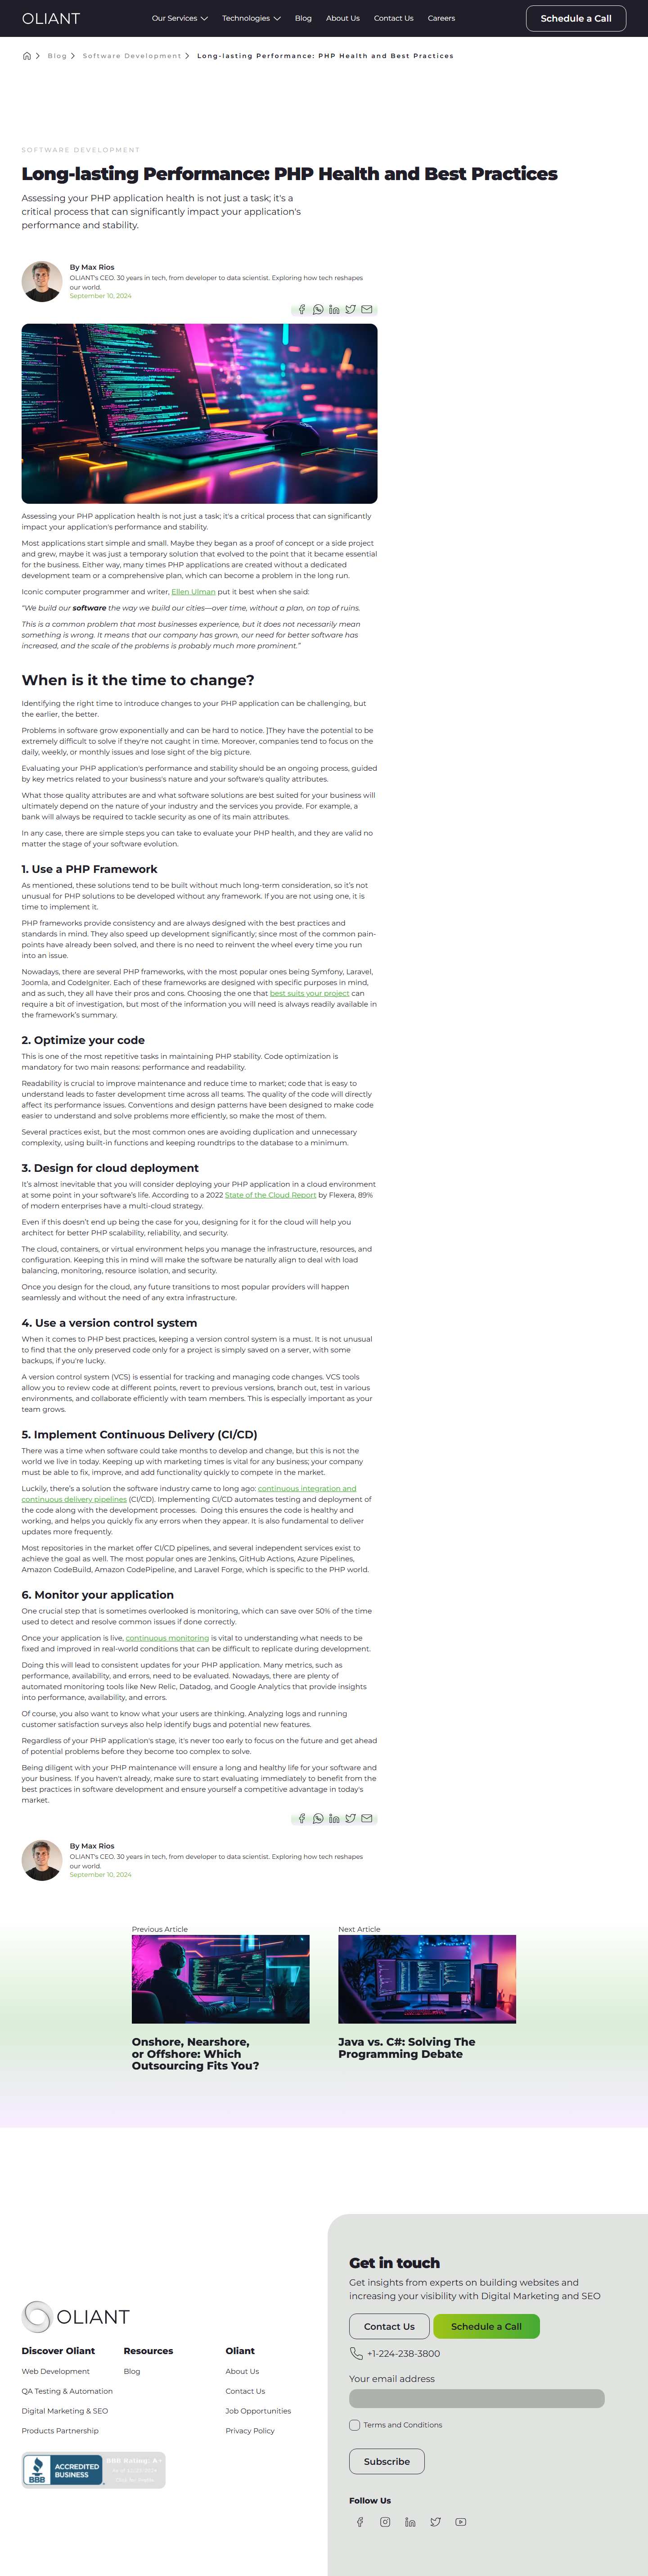 OLIANT
Our Services
Technologies
Blog
About Us
Contact Us
Careers
Schedule a Call
Blog
Software Development
Long-lasting Performance: PHP Health and Best Practices
SOFTWARE DEVELOPMENT
Long-lasting Performance: PHP Health and Best Practices
Assessing your PHP application health is not just a task; it's a
critical process that can significantly impact your application's
performance and stability.
By Max Rios
OLIANT's CEO. 30 years in tech, from developer to data scientist. Exploring how tech reshapes
our world.
September 10, 2024
Assessing your PHP application health is not just a task; it's a critical process that can significantly
impact your application's performance and stability.
Most applications start simple and small. Maybe they began as a proof of concept or a side project
and grew, maybe it was just a temporary solution that evolved to the point that it became essential
for the business. Either way, many times PHP applications are created without a dedicated
development team or a comprehensive plan, which can become a problem in the long run.
Iconic computer programmer and writer, Ellen Ulman put it best when she said:
“We build our software the way we build our cities—over time, without a plan, on top of ruins.
This is a common problem that most businesses experience, but it does not necessarily mean
something is wrong. It means that our company has grown, our need for better software has
increased, and the scale of the problems is probably much more prominent.”
When is it the time to change?
Identifying the right time to introduce changes to your PHP application can be challenging, but
the earlier, the better.
Problems in software grow exponentially and can be hard to notice. ]They have the potential to be
extremely difficult to solve if they're not caught in time. Moreover, companies tend to focus on the
daily, weekly, or monthly issues and lose sight of the big picture.
Evaluating your PHP application's performance and stability should be an ongoing process, guided
by key metrics related to your business's nature and your software's quality attributes.
What those quality attributes are and what software solutions are best suited for your business will
ultimately depend on the nature of your industry and the services you provide. For example, a
bank will always be required to tackle security as one of its main attributes.
In any case, there are simple steps you can take to evaluate your PHP health, and they are valid no
matter the stage of your software evolution.
1. Use a PHP Framework
As mentioned, these solutions tend to be built without much long-term consideration, so it’s not
unusual for PHP solutions to be developed without any framework. If you are not using one, it is
time to implement it.
PHP frameworks provide consistency and are always designed with the best practices and
standards in mind. They also speed up development significantly; since most of the common pain-
points have already been solved, and there is no need to reinvent the wheel every time you run
into an issue.
Nowadays, there are several PHP frameworks, with the most popular ones being Symfony, Laravel,
Joomla, and CodeIgniter. Each of these frameworks are designed with specific purposes in mind,
and as such, they all have their pros and cons. Choosing the one that best suits your project can
require a bit of investigation, but most of the information you will need is always readily available in
the framework’s summary.
2. Optimize your code
This is one of the most repetitive tasks in maintaining PHP stability. Code optimization is
mandatory for two main reasons: performance and readability.
Readability is crucial to improve maintenance and reduce time to market; code that is easy to
understand leads to faster development time across all teams. The quality of the code will directly
affect its performance issues. Conventions and design patterns have been designed to make code
easier to understand and solve problems more efficiently, so make the most of them.
Several practices exist, but the most common ones are avoiding duplication and unnecessary
complexity, using built-in functions and keeping roundtrips to the database to a minimum.
3. Design for cloud deployment
It’s almost inevitable that you will consider deploying your PHP application in a cloud environment
at some point in your software’s life. According to a 2022 State of the Cloud Report by Flexera, 89%
of modern enterprises have a multi-cloud strategy.
Even if this doesn’t end up being the case for you, designing for it for the cloud will help you
architect for better PHP scalability, reliability, and security.
The cloud, containers, or virtual environment helps you manage the infrastructure, resources, and
configuration. Keeping this in mind will make the software be naturally align to deal with load
balancing, monitoring, resource isolation, and security.
Once you design for the cloud, any future transitions to most popular providers will happen
seamlessly and without the need of any extra infrastructure.
4. Use a version control system
When it comes to PHP best practices, keeping a version control system is a must. It is not unusual
to find that the only preserved code only for a project is simply saved on a server, with some
backups, if you're lucky.
A version control system (VCS) is essential for tracking and managing code changes. VCS tools
allow you to review code at different points, revert to previous versions, branch out, test in various
environments, and collaborate efficiently with team members. This is especially important as your
team grows.
5. Implement Continuous Delivery (CI/CD)
There was a time when software could take months to develop and change, but this is not the
world we live in today. Keeping up with marketing times is vital for any business; your company
must be able to fix, improve, and add functionality quickly to compete in the market.
Luckily, there’s a solution the software industry came to long ago: continuous integration and
continuous delivery pipelines (CI/CD). Implementing CI/CD automates testing and deployment of
the code along with the development processes. Doing this ensures the code is healthy and
working, and helps you quickly fix any errors when they appear. It is also fundamental to deliver
updates more frequently.
Most repositories in the market offer CI/CD pipelines, and several independent services exist to
achieve the goal as well. The most popular ones are Jenkins, GitHub Actions, Azure Pipelines,
Amazon CodeBuild, Amazon CodePipeline, and Laravel Forge, which is specific to the PHP world.
6. Monitor your application
One crucial step that is sometimes overlooked is monitoring, which can save over 50% of the time
used to detect and resolve common issues if done correctly.
Once your application is live, continuous monitoring is vital to understanding what needs to be
fixed and improved in real-world conditions that can be difficult to replicate during development.
Doing this will lead to consistent updates for your PHP application. Many metrics, such as
performance, availability, and errors, need to be evaluated. Nowadays, there are plenty of
automated monitoring tools like New Relic, Datadog, and Google Analytics that provide insights
into performance, availability, and errors.
Of course, you also want to know what your users are thinking. Analyzing logs and running
customer satisfaction surveys also help identify bugs and potential new features.
Regardless of your PHP application's stage, it's never too early to focus on the future and get ahead
of potential problems before they become too complex to solve.
Being diligent with your PHP maintenance will ensure a long and healthy life for your software and
your business. If you haven't already, make sure to start evaluating immediately to benefit from the
best practices in software development and ensure yourself a competitive advantage in today's
market.
By Max Rios
OLIANT's CEO. 30 years in tech, from developer to data scientist. Exploring how tech reshapes
our world.
September 10, 2024
Previous Article
Onshore, Nearshore,
or Offshore: Which
Outsourcing Fits You?
Next Article
Java vs. C#: Solving The
Programming Debate
OLIANT
Discover Oliant
Web Development
QA Testing & Automation
Digital Marketing & SEO
Products Partnership
Resources
Blog
Oliant
About Us
Contact Us
Job Opportunities
Privacy Policy
BBB
ACCREDITED
BUSINESS
BBB Rating: A+
Get in touch
Get insights from experts on building websites and
increasing your visibility with Digital Marketing and SEO
Contact Us
Schedule a Call
+1-224-238-3800
Your email address
Terms and Conditions
Subscribe
Follow Us